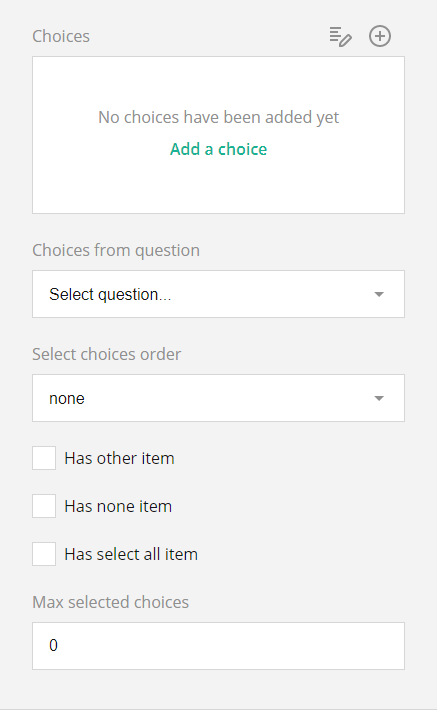 Choices
No choices have been added yet
Add a choice
Choices from question
Select question...
Select choices order
none
Has other item
Has none item
Has select all item
Max selected choices
0